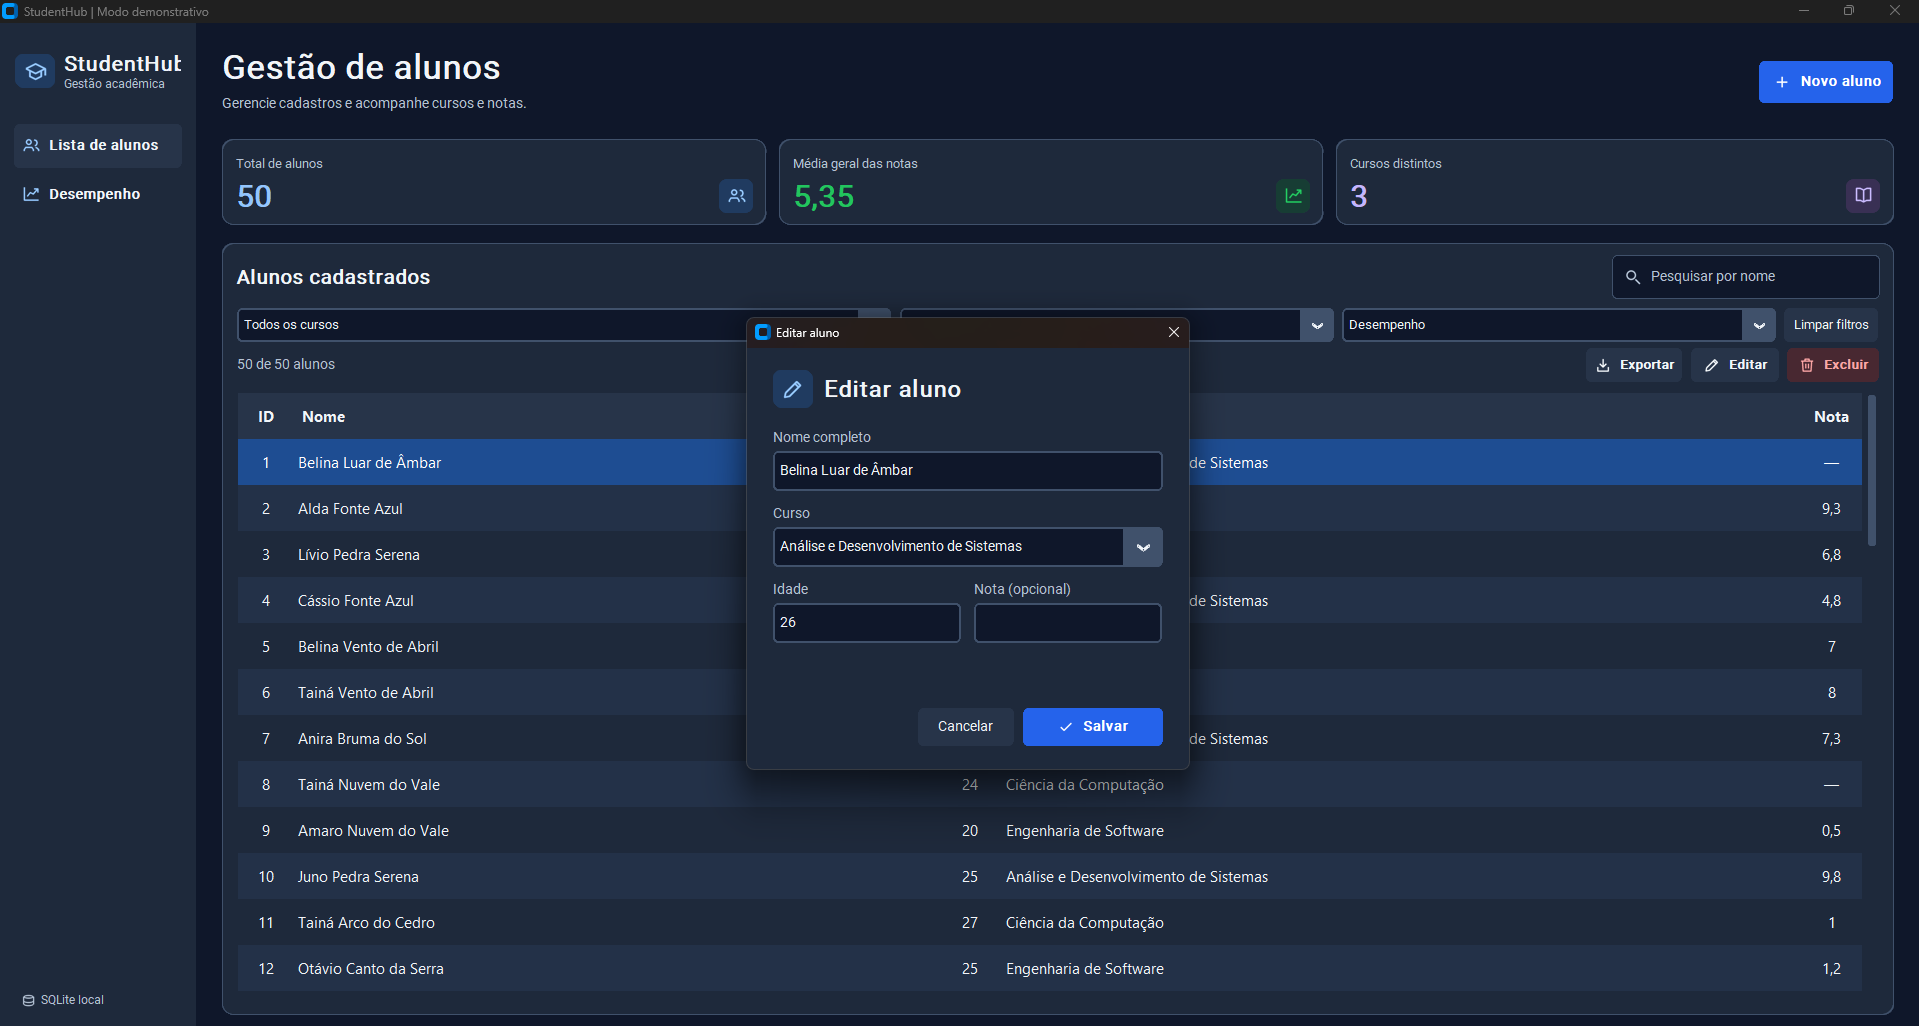 StudentHub | Modo demonstrativo
StudentHub
Gestão acadêmica
Lista de alunos
Desempenho
SQLite local
Gestão de alunos
Gerencie cadastros e acompanhe cursos e notas.
+ Novo aluno
Total de alunos
50
Média geral das notas
5,35
Cursos distintos
3
Alunos cadastrados
Pesquisar por nome
Todos os cursos
Desempenho
Limpar filtros
50 de 50 alunos
Exportar
Editar
Excluir
ID Nome Nota
1 Belina Luar de Âmbar de Sistemas —
2 Alda Fonte Azul 9,3
3 Lívio Pedra Serena 6,8
4 Cássio Fonte Azul de Sistemas 4,8
5 Belina Vento de Abril 7
6 Tainá Vento de Abril 8
7 Anira Bruma do Sol de Sistemas 7,3
8 Tainá Nuvem do Vale 24 Ciência da Computação —
9 Amaro Nuvem do Vale 20 Engenharia de Software 0,5
10 Juno Pedra Serena 25 Análise e Desenvolvimento de Sistemas 9,8
11 Tainá Arco do Cedro 27 Ciência da Computação 1
12 Otávio Canto da Serra 25 Engenharia de Software 1,2
Editar aluno
Editar aluno
Nome completo
Belina Luar de Âmbar
Curso
Análise e Desenvolvimento de Sistemas
Idade Nota (opcional)
26
Cancelar
Salvar